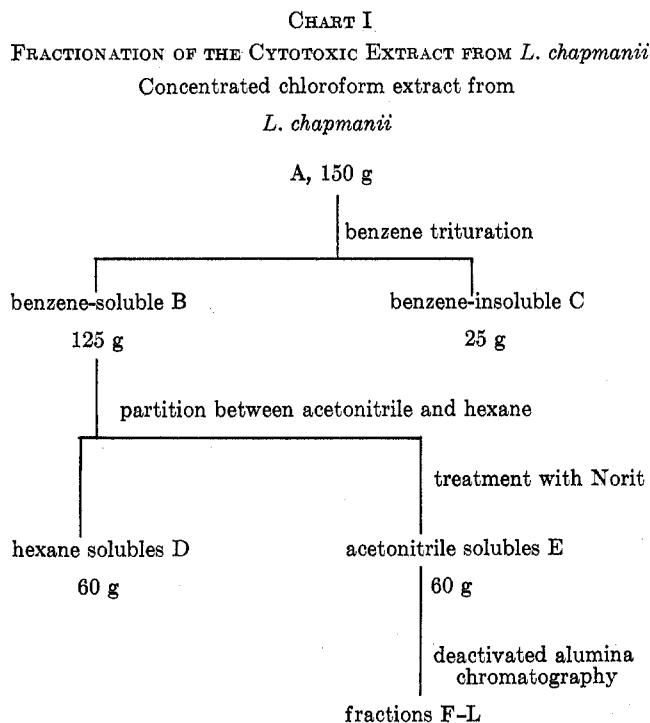 CHART I
FRACTIONATION OF THE CYTOTOXIC EXTRACT FROM L. chapmanii
Concentrated chloroform extract from
L. chapmanii
A, 150 g
benzene trituration
benzene-soluble B
125 g
benzene-insoluble C
25 g
partition between acetonitrile and hexane
treatment with Norit
hexane solubles D
60 g
acetonitrile solubles E
60 g
deactivated alumina
chromatography
fractions F-L